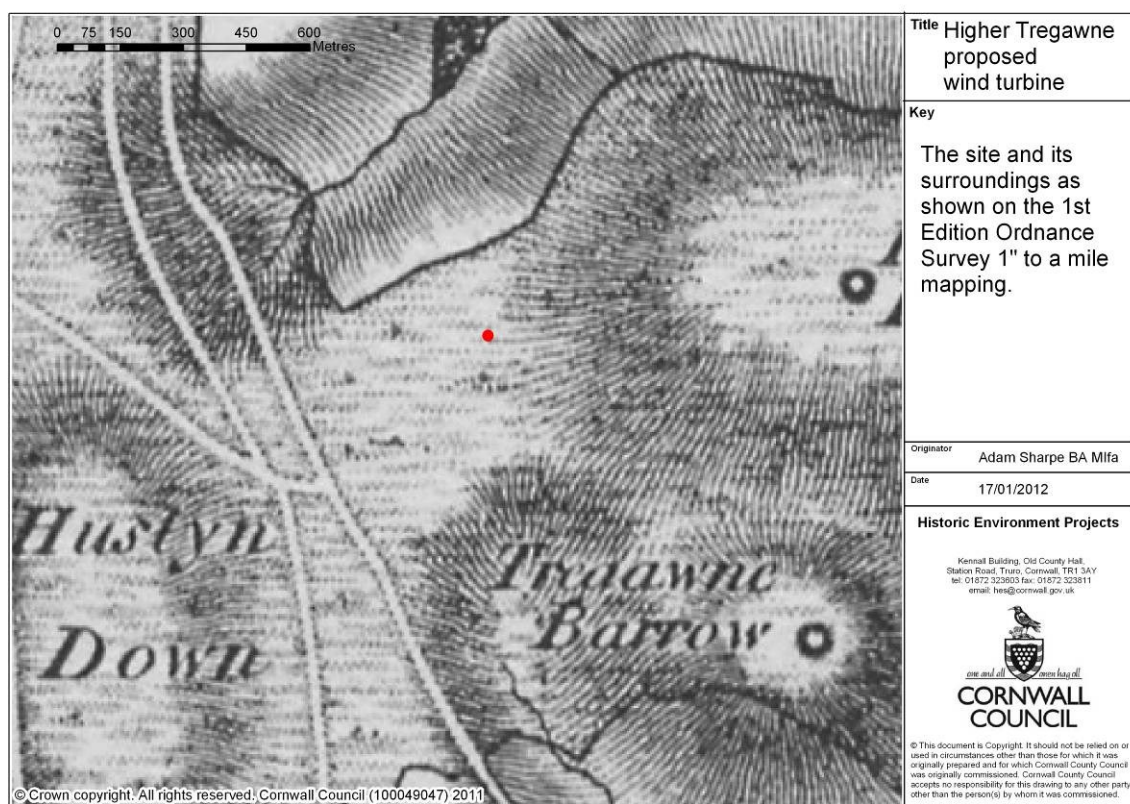 0 75 150 300 450 600
Metres
Hustyn
Down
Tregawne
Barrow
© Crown copyright. All rights reserved. Cornwall Council (100049047) 2011
Title Higher Tregawne
proposed
wind turbine
Key
The site and its
surroundings as
shown on the 1st
Edition Ordnance
Survey 1" to a mile
mapping.
Originator Adam Sharpe BA MIfa
Date 17/01/2012
Historic Environment Projects
Kennall Building, Old County Hall,
Station Road, Truro, Cornwall, TR1 3AY
tel: 01872 323603 fax: 01872 323811
email: hes@cornwall.gov.uk
one and all onen hag oll
CORNWALL
COUNCIL
© This document is Copyright. It should not be relied on or
used in circumstances other than those for which it was
originally prepared and for which Cornwall County Council
was originally commissioned. Cornwall County Council
accepts no responsibility for this drawing to any other party
other than the person(s) by whom it was commissioned.